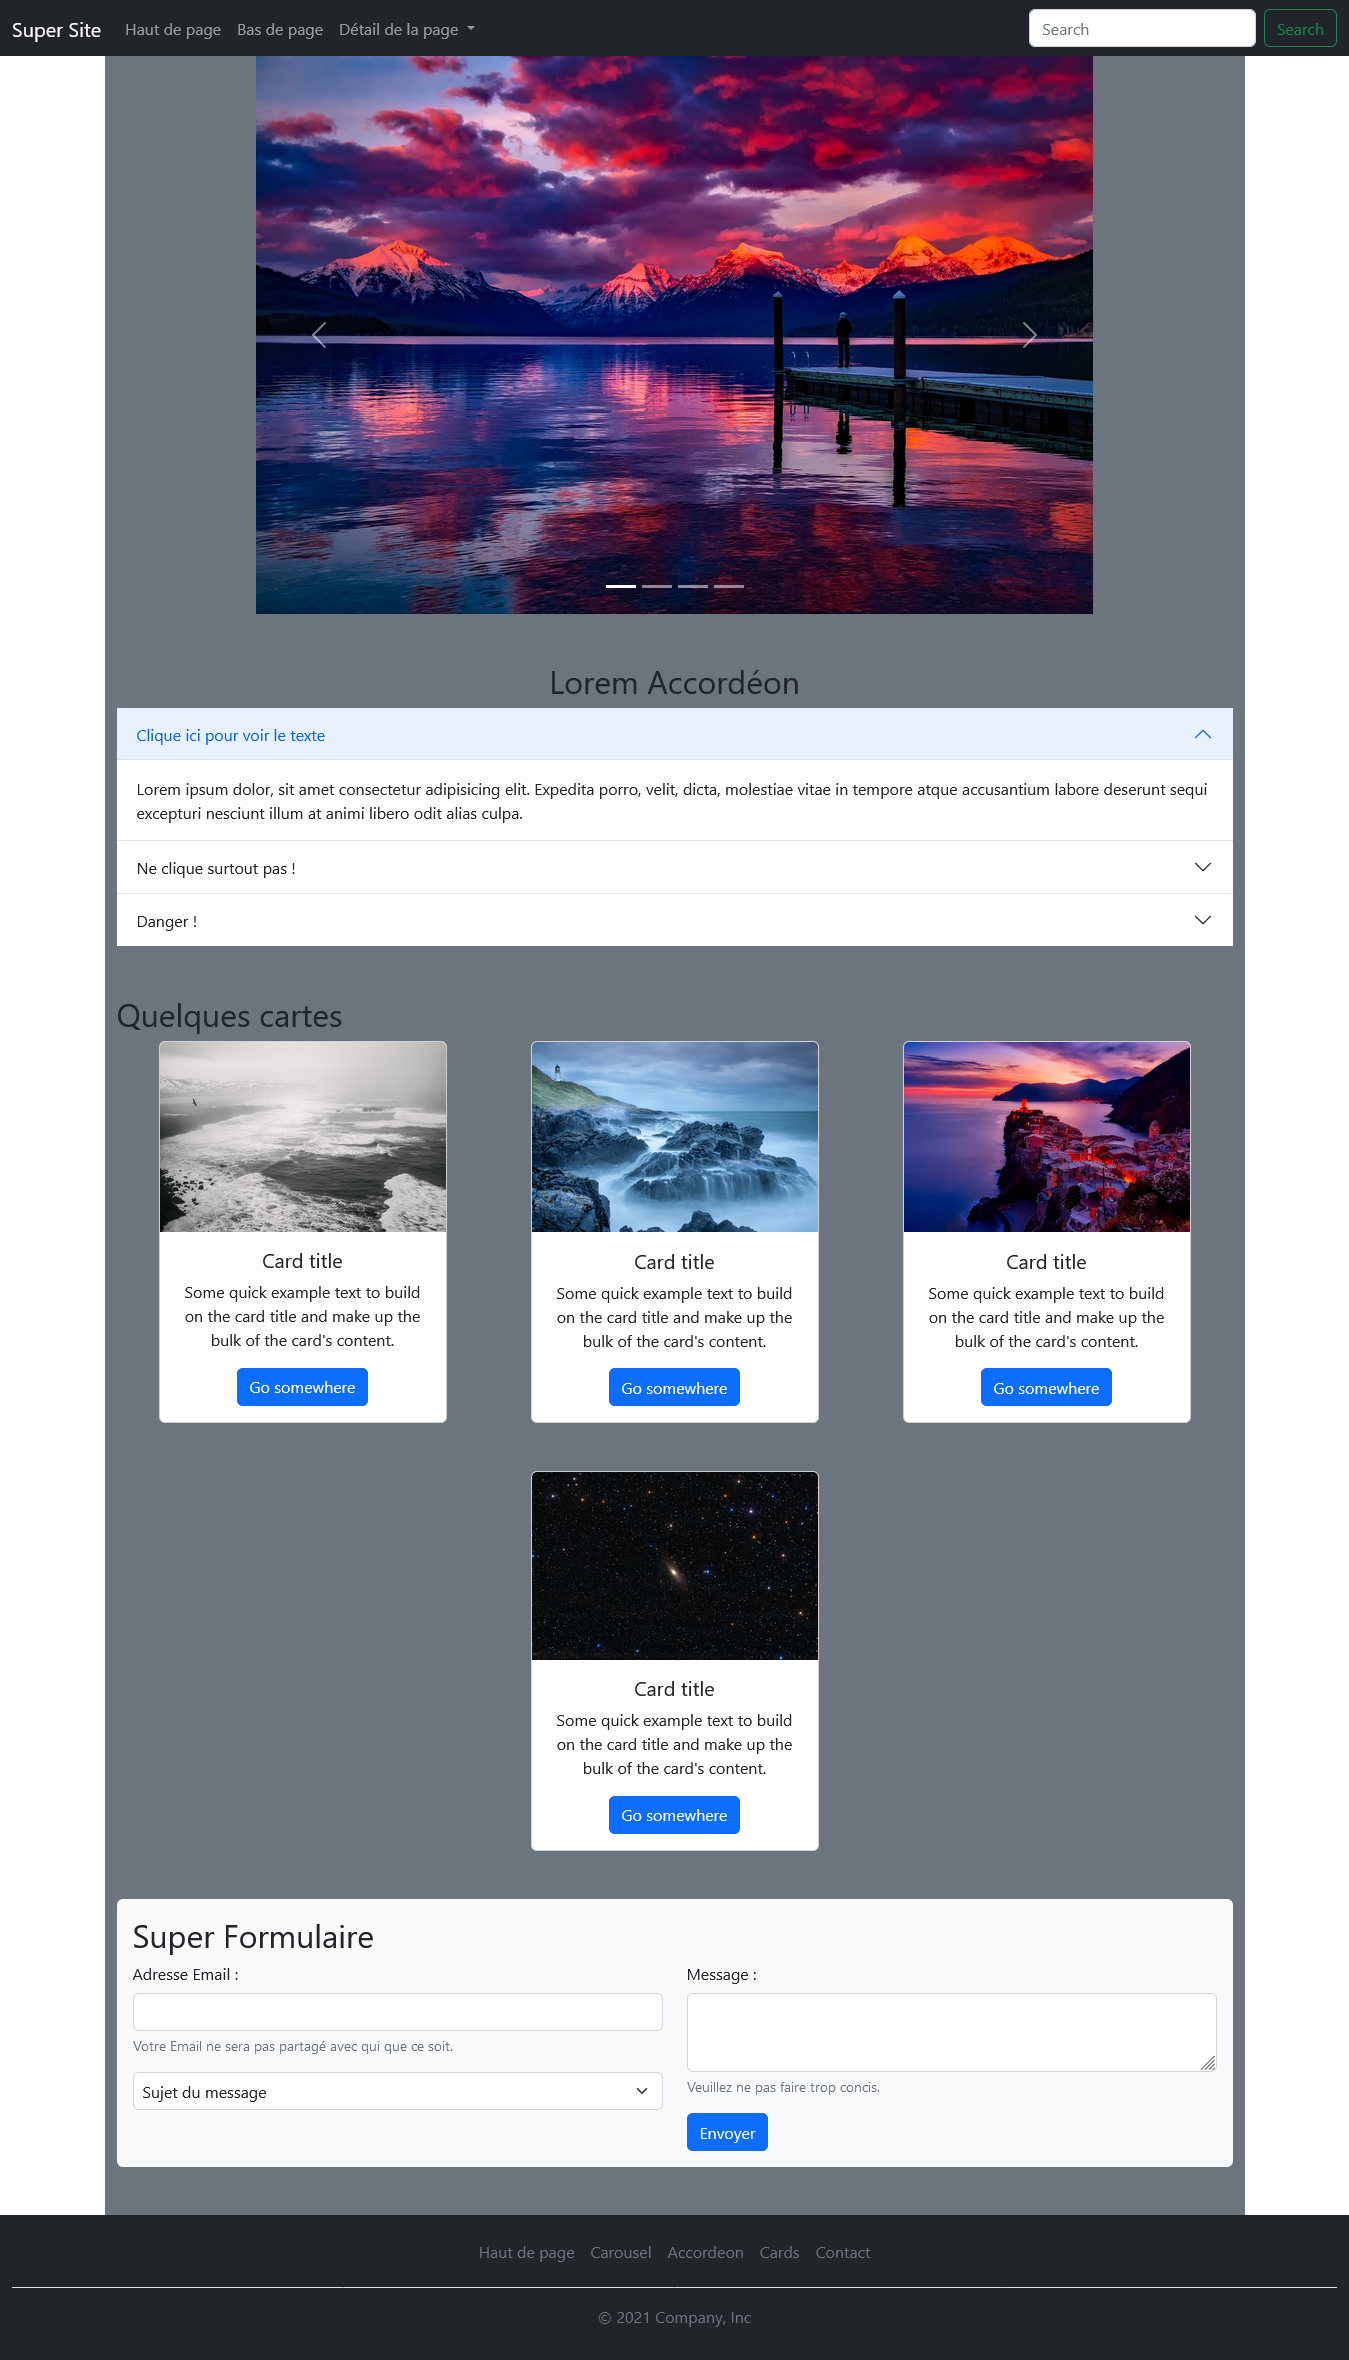 Super Site
Haut de page
Bas de page
Détail de la page
Search
Search
Lorem Accordéon
Clique ici pour voir le texte
Lorem ipsum dolor, sit amet consectetur adipisicing elit. Expedita porro, velit, dicta, molestiae vitae in tempore atque accusantium labore deserunt sequi
excepturi nesciunt illum at animi libero odit alias culpa.
Ne clique surtout pas !
Danger !
Quelques cartes
Card title
Some quick example text to build
on the card title and make up the
bulk of the card's content.
Go somewhere
Card title
Some quick example text to build
on the card title and make up the
bulk of the card's content.
Go somewhere
Card title
Some quick example text to build
on the card title and make up the
bulk of the card's content.
Go somewhere
Card title
Some quick example text to build
on the card title and make up the
bulk of the card's content.
Go somewhere
Super Formulaire
Adresse Email :
Votre Email ne sera pas partagé avec qui que ce soit.
Sujet du message
Message :
Veuillez ne pas faire trop concis.
Envoyer
Haut de page
Carousel
Accordeon
Cards
Contact
© 2021 Company, Inc